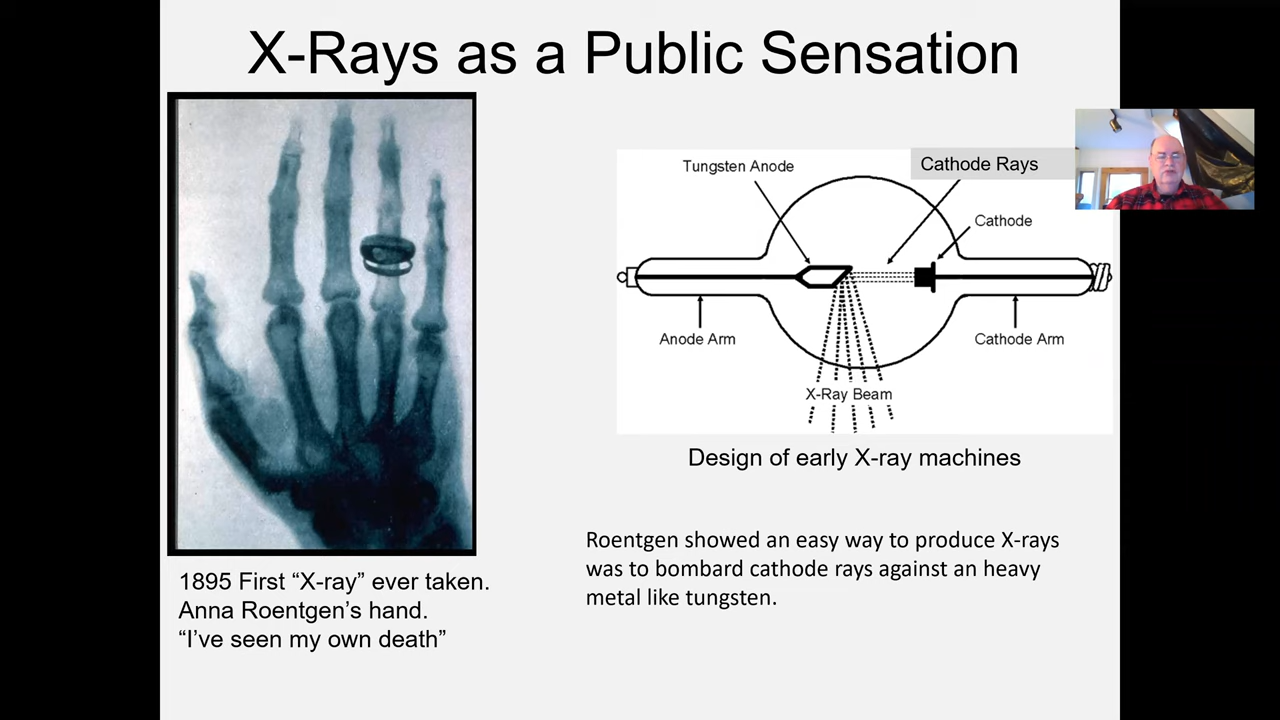 X-Rays as a Public Sensation
Tungsten Anode
Cathode Rays
Cathode
Anode Arm
Cathode Arm
X-Ray Beam
Design of early X-ray machines
Roentgen showed an easy way to produce X-rays
was to bombard cathode rays against an heavy
metal like tungsten.
1895 First “X-ray” ever taken.
Anna Roentgen’s hand.
“I’ve seen my own death”